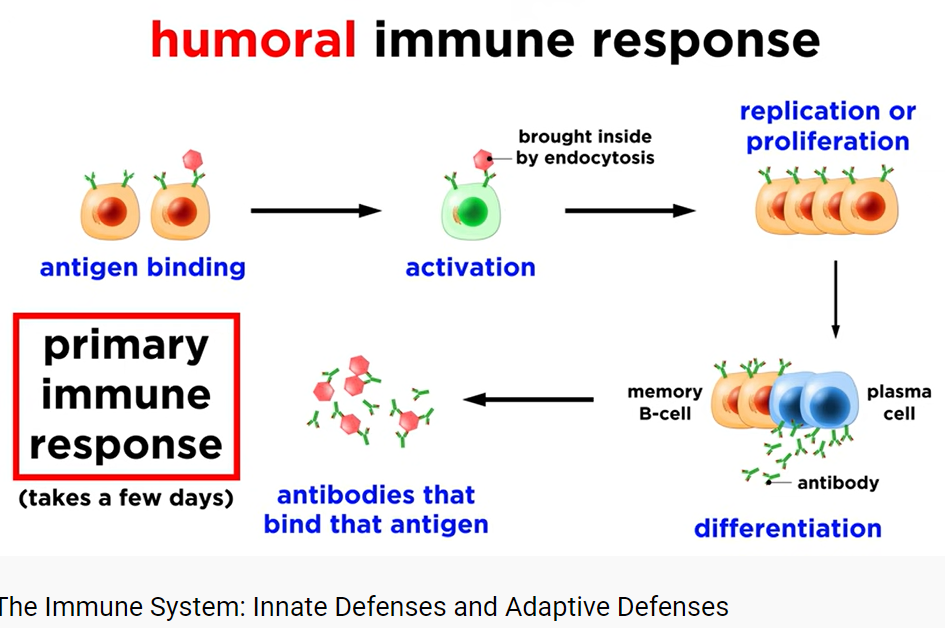 humoral immune response
replication or
proliferation
brought inside
by endocytosis
antigen binding
activation
primary
immune
response
(takes a few days)
memory
B-cell
plasma
cell
antibody
antibodies that
bind that antigen
differentiation
The Immune System: Innate Defenses and Adaptive Defenses